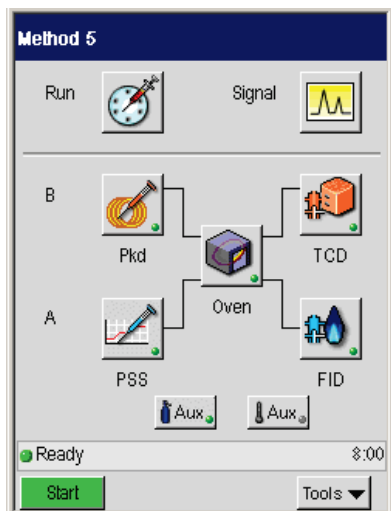 Method 5
Run Signal
B
Pkd TCD
Oven
A
PSS FID
Aux Aux
Ready 8:00
Start Tools